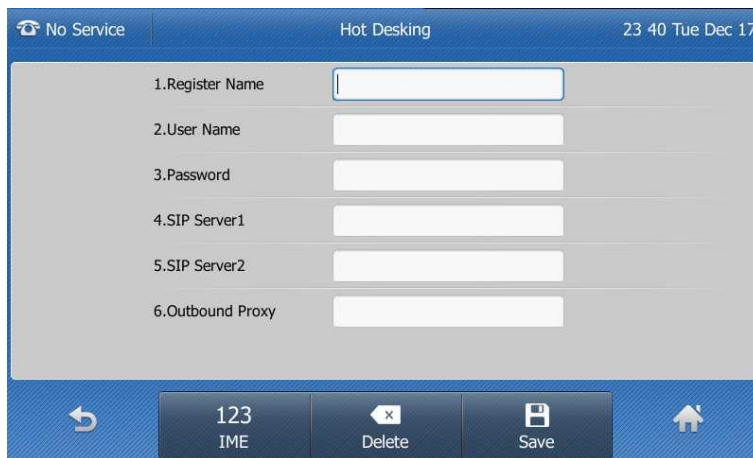 No Service Hot Desking 23 40 Tue Dec 17
1.Register Name
2.User Name
3.Password
4.SIP Server1
5.SIP Server2
6.Outbound Proxy
123
IME Delete Save